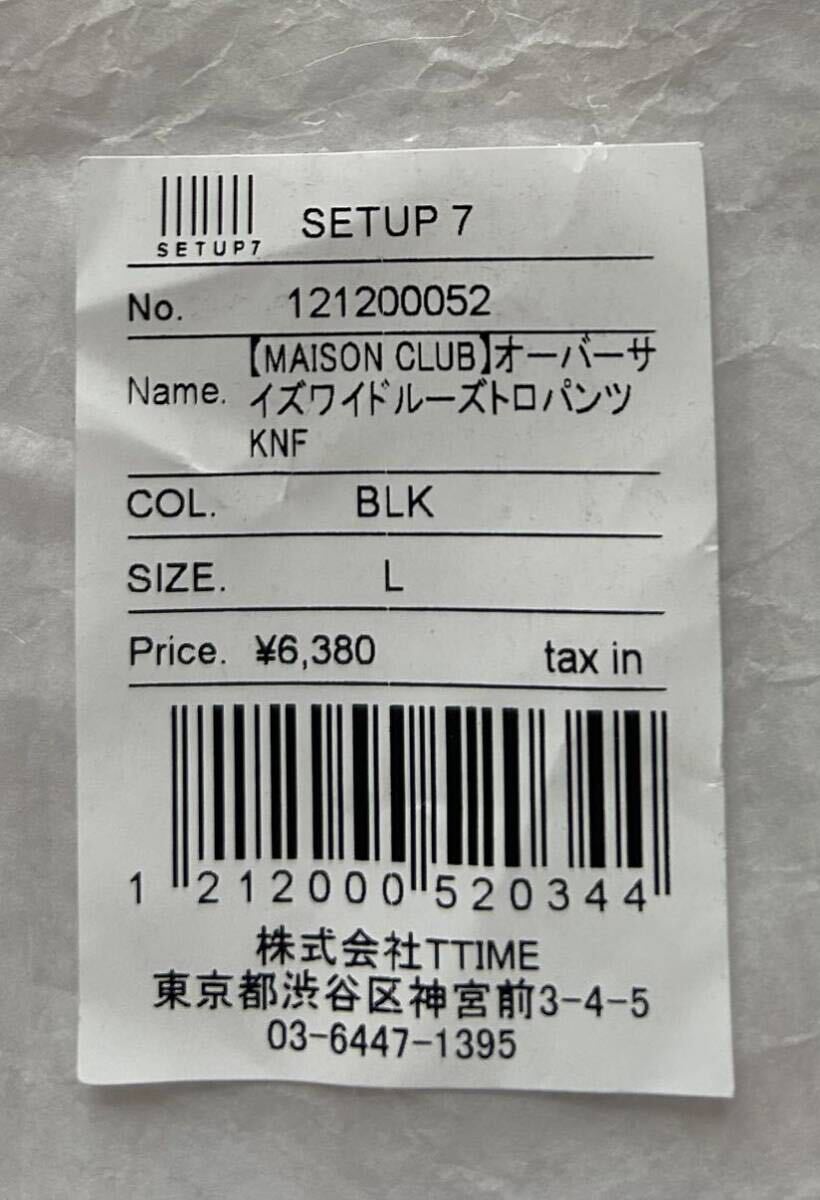 SETUP7
SETUP 7
No. 121200052
Name. 【MAISON CLUB】オーバーサ
イズワイドルーズトロパンツ
KNF
COL. BLK
SIZE. L
Price. ¥6,380 tax in
1 212000 520344
株式会社TTIME
東京都渋谷区神宮前3-4-5
03-6447-1395